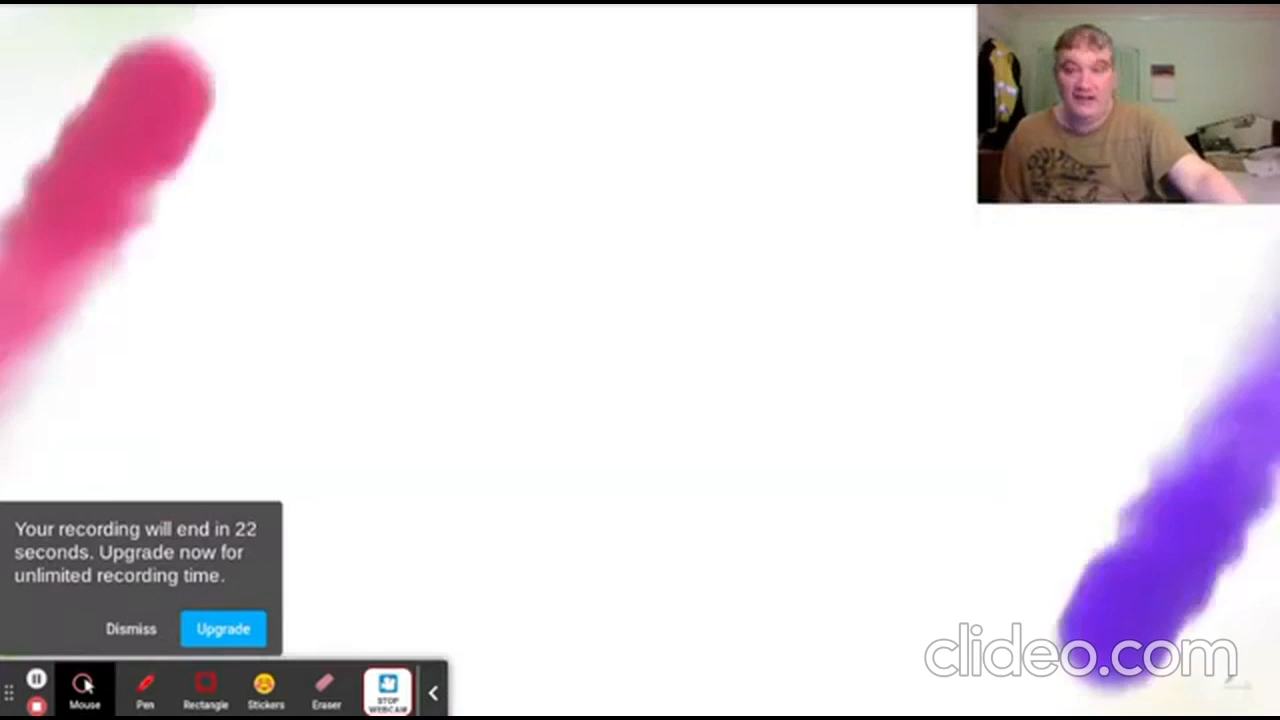 Your recording will end in 22
seconds. Upgrade now for
unlimited recording time.
Dismiss
Upgrade
clideo.com
Mouse
Pen
Rectangle
Stickers
Eraser
STOP
WEBCAM